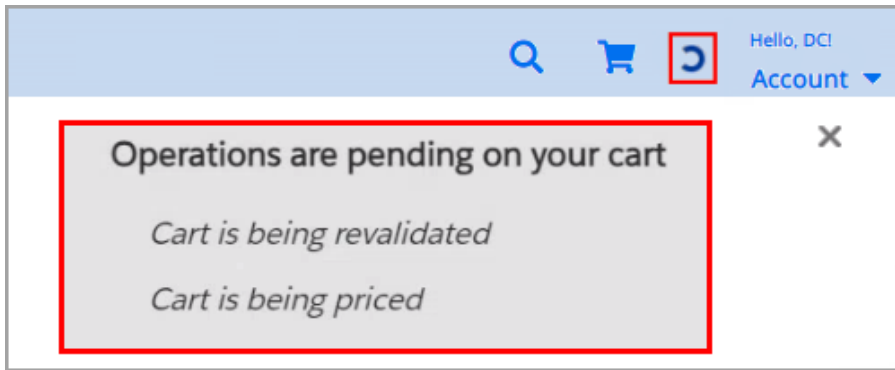 Hello, DC!
Account
Operations are pending on your cart
Cart is being revalidated
Cart is being priced